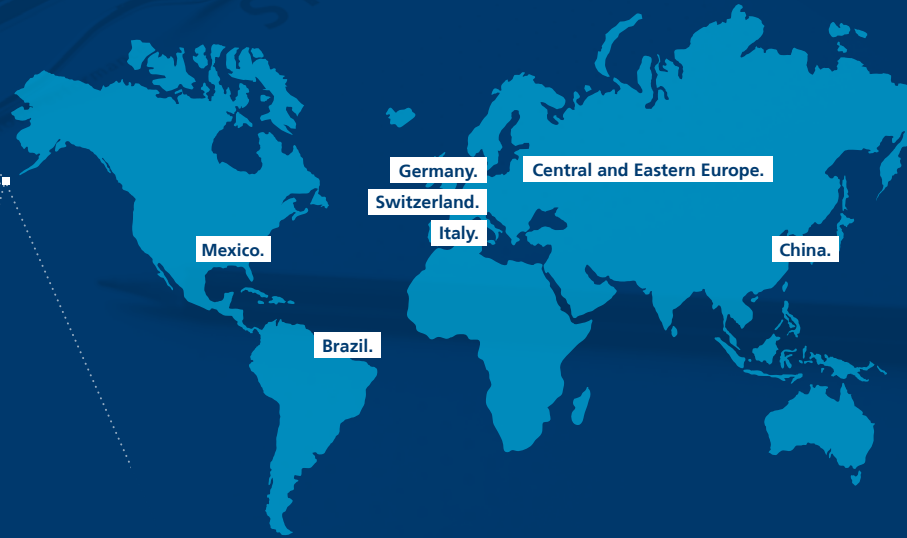 Germany.
Central and Eastern Europe.
Switzerland.
Italy.
Mexico.
China.
Brazil.